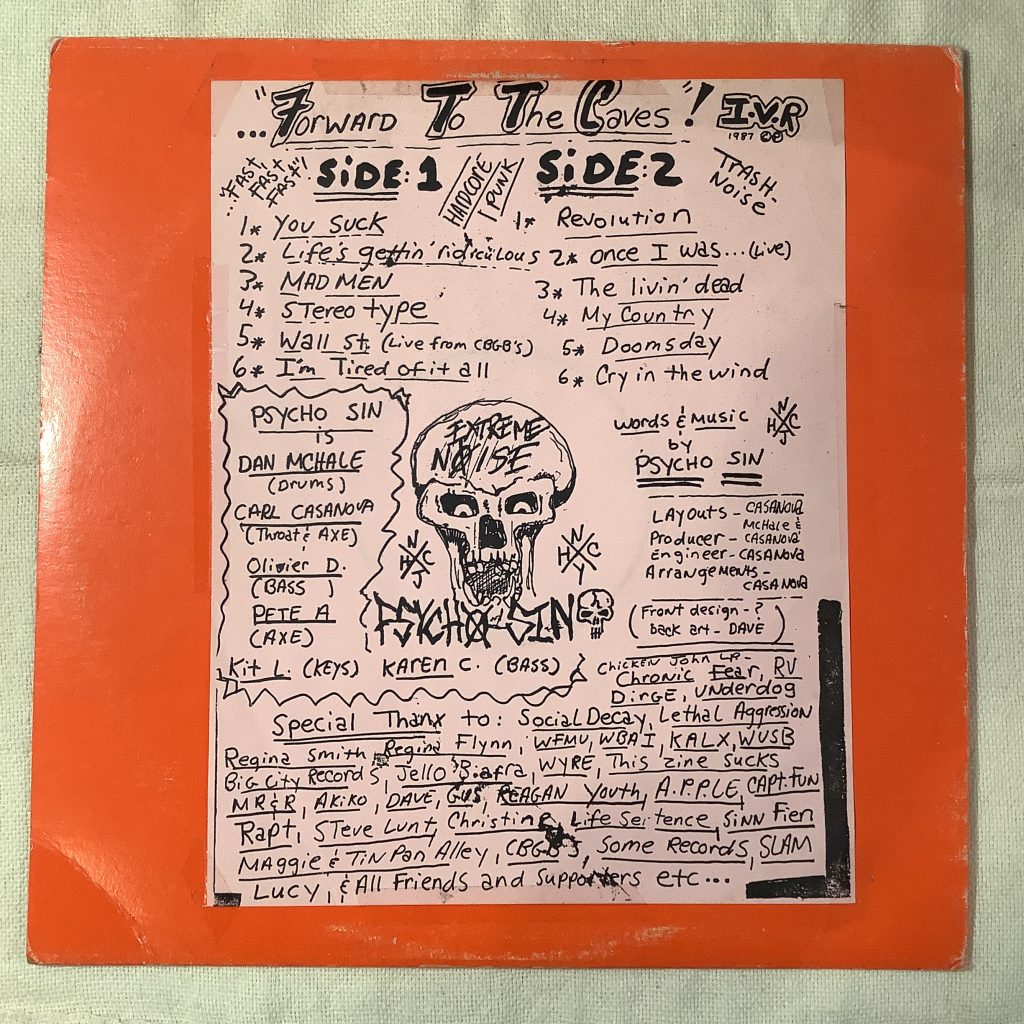 ..."Forward To The Caves"! I.V.R
1987 ©℗
.."FAST, FAST, FAST"!
SiDE: 1
HARDCORE / PUNK
SiDE: 2
TRASH-NOISE
1* You Suck
2* Life's gettin' ridiculous
3* MAD MEN
4* Stereotype
5* Wall St. (Live from CBGB's)
6* I'm Tired of it all
1* Revolution
2* once I was... (Live)
3* The livin' dead
4* My Country
5* Doomsday
6* Cry in the wind
PSYCHO SIN
is
DAN MCHALE
(DRUMS)
CARL CASANOVA
(Throat & AXE)
Olivier D.
(BASS )
PETE A
(AXE)
Kit L. (KEYS) KAREN C. (BASS)
EXTREME
NOISE
NYHC
NYHC
PSYCHO SIN
NYHC
words & Music
by
PSYCHO SIN
LAYOUTS - CASANOVA
McHale &
Producer - CASANOVA
Engineer - CASANOVA
Arrangements -
CASANOVA
(Front design - ?
back art - DAVE )
Chicken John LP -
Chronic Fear, RV
DiRGE, Underdog
Special Thanx to: Social Decay, Lethal Aggression
Regina Smith, Regina Flynn, WFMU, WBAI, KALX, WUSB
Big City Records, Jello Biafra, WYRE, This zine sucks
MR&R, AKiKO, DAVE, GUS, REAGAN Youth, A.P.P.L.E, CAPT. FUN
Rapt, STeve Lunt, Christine, Life Sentence, SiNN Fien
MAggie & Tin Pan Alley, CBGB's, Some Records, SLAM
Lucy, & All Friends and Supporters etc...